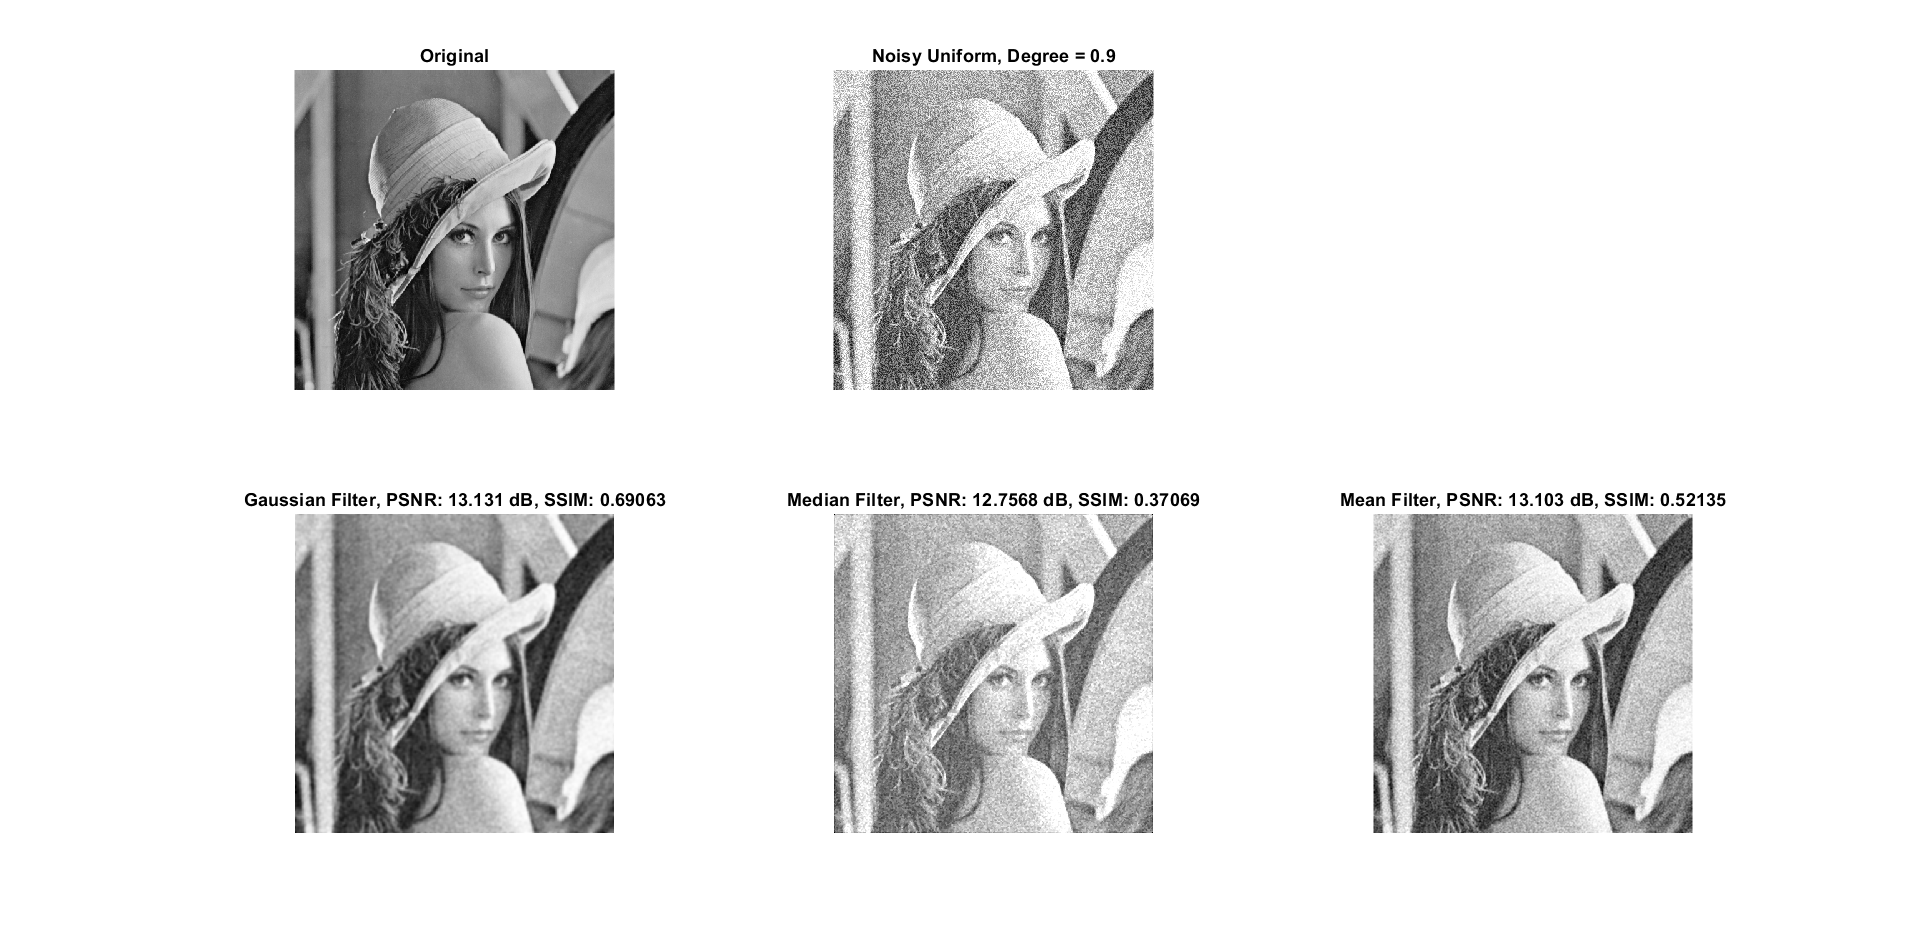 Original
Noisy Uniform, Degree = 0.9
Gaussian Filter, PSNR: 13.131 dB, SSIM: 0.69063
Median Filter, PSNR: 12.7568 dB, SSIM: 0.37069
Mean Filter, PSNR: 13.103 dB, SSIM: 0.52135